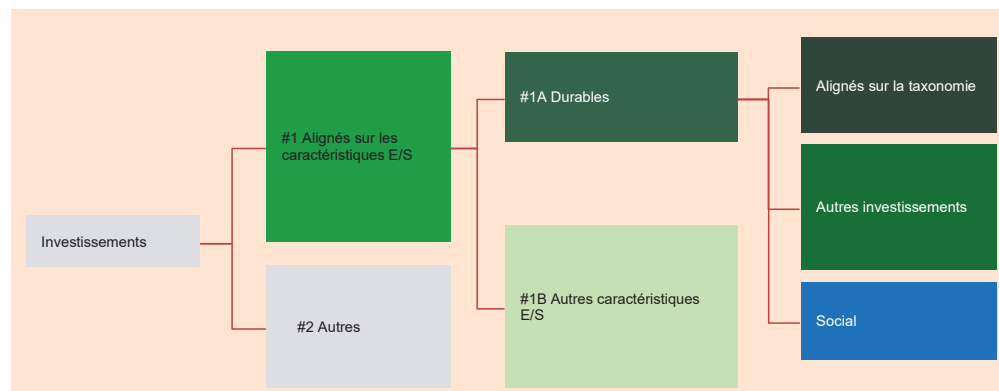 Investissements
#1 Alignés sur les
caractéristiques E/S
#2 Autres
#1A Durables
#1B Autres caractéristiques
E/S
Alignés sur la taxonomie
Autres investissements
Social